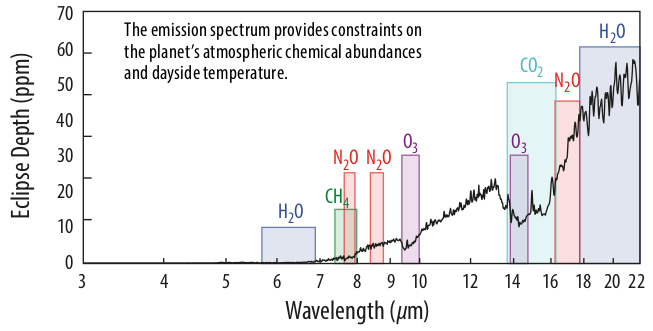 70
60
50
40
30
20
10
0
Eclipse Depth (ppm)
The emission spectrum provides constraints on
the planet's atmospheric chemical abundances
and dayside temperature.
H₂O
CO₂
N₂O
O₃
O₃
N₂O
N₂O
CH₄
H₂O
3 4 5 6 7 8 9 10 12 14 16 18 20 22
Wavelength (μm)